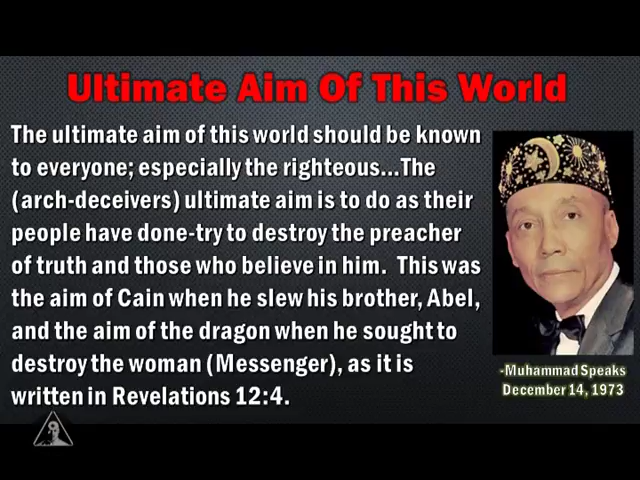 Ultimate Aim Of This World
The ultimate aim of this world should be known
to everyone; especially the righteous...The
(arch-deceivers) ultimate aim is to do as their
people have done-try to destroy the preacher
of truth and those who believe in him.  This was
the aim of Cain when he slew his brother, Abel,
and the aim of the dragon when he sought to
destroy the woman (Messenger), as it is
written in Revelations 12:4.
-Muhammad Speaks
December 14, 1973